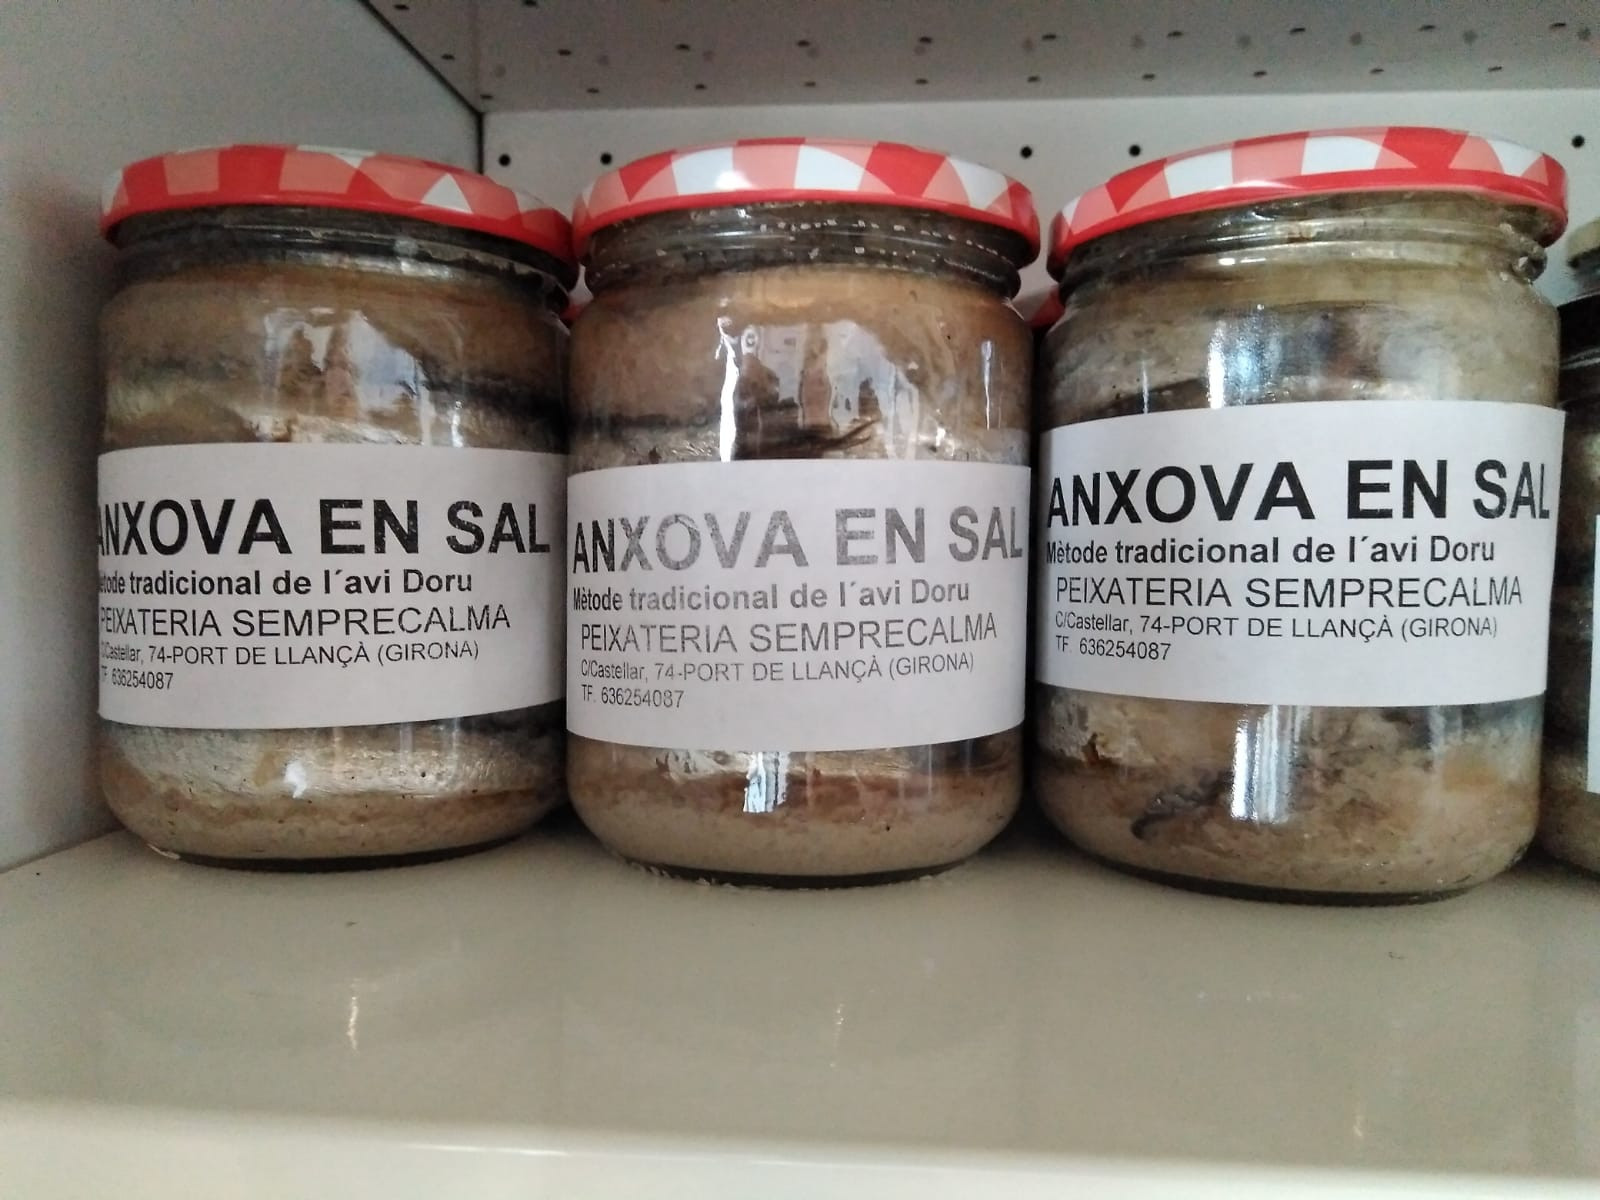 ANXOVA EN SAL
Mètode tradicional de l´avi Doru
PEIXATERIA SEMPRECALMA
C/Castellar, 74-PORT DE LLANÇÀ (GIRONA)
TF. 636254087
ANXOVA EN SAL
Mètode tradicional de l´avi Doru
PEIXATERIA SEMPRECALMA
C/Castellar, 74-PORT DE LLANÇÀ (GIRONA)
TF. 636254087
ANXOVA EN SAL
Mètode tradicional de l´avi Doru
PEIXATERIA SEMPRECALMA
C/Castellar, 74-PORT DE LLANÇÀ (GIRONA)
TF. 636254087